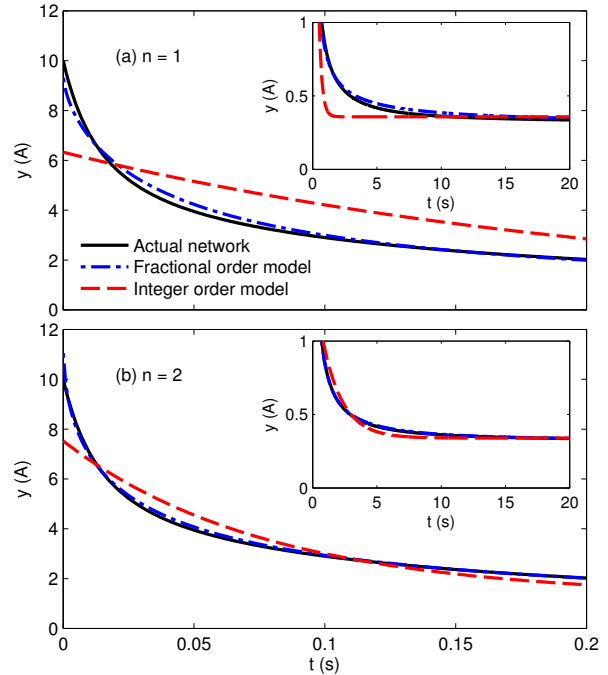 12
10
8
6
4
2
0
y (A)
(a) n = 1
Actual network
Fractional order model
Integer order model
1
0.5
0
y (A)
0 5 10 15 20
t (s)
12
10
8
6
4
2
0
y (A)
(b) n = 2
1
0.5
0
y (A)
0 5 10 15 20
t (s)
0 0.05 0.1 0.15 0.2
t (s)